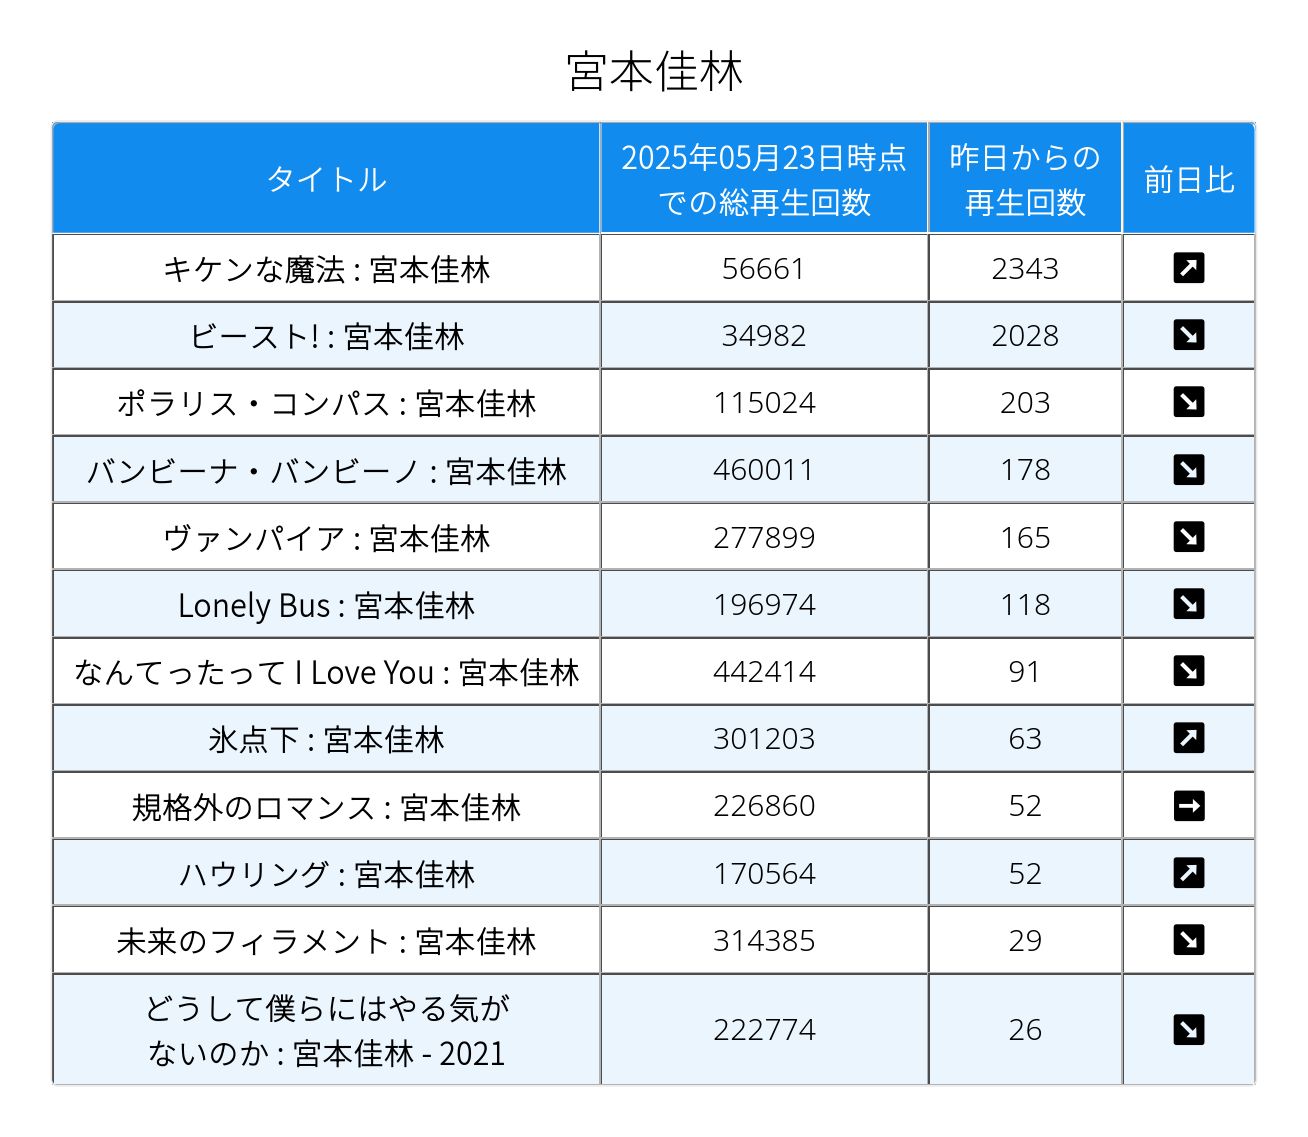 宮本佳林
タイトル
2025年05月23日時点
での総再生回数
昨日からの
再生回数
前日比
キケンな魔法 : 宮本佳林 56661 2343 ↗
ビースト! : 宮本佳林 34982 2028 ↘
ポラリス・コンパス : 宮本佳林 115024 203 ↘
バンビーナ・バンビーノ : 宮本佳林 460011 178 ↘
ヴァンパイア : 宮本佳林 277899 165 ↘
Lonely Bus : 宮本佳林 196974 118 ↘
なんてったって I Love You : 宮本佳林 442414 91 ↘
氷点下 : 宮本佳林 301203 63 ↗
規格外のロマンス : 宮本佳林 226860 52 →
ハウリング : 宮本佳林 170564 52 ↗
未来のフィラメント : 宮本佳林 314385 29 ↘
どうして僕らにはやる気が
ないのか : 宮本佳林 - 2021 222774 26 ↘